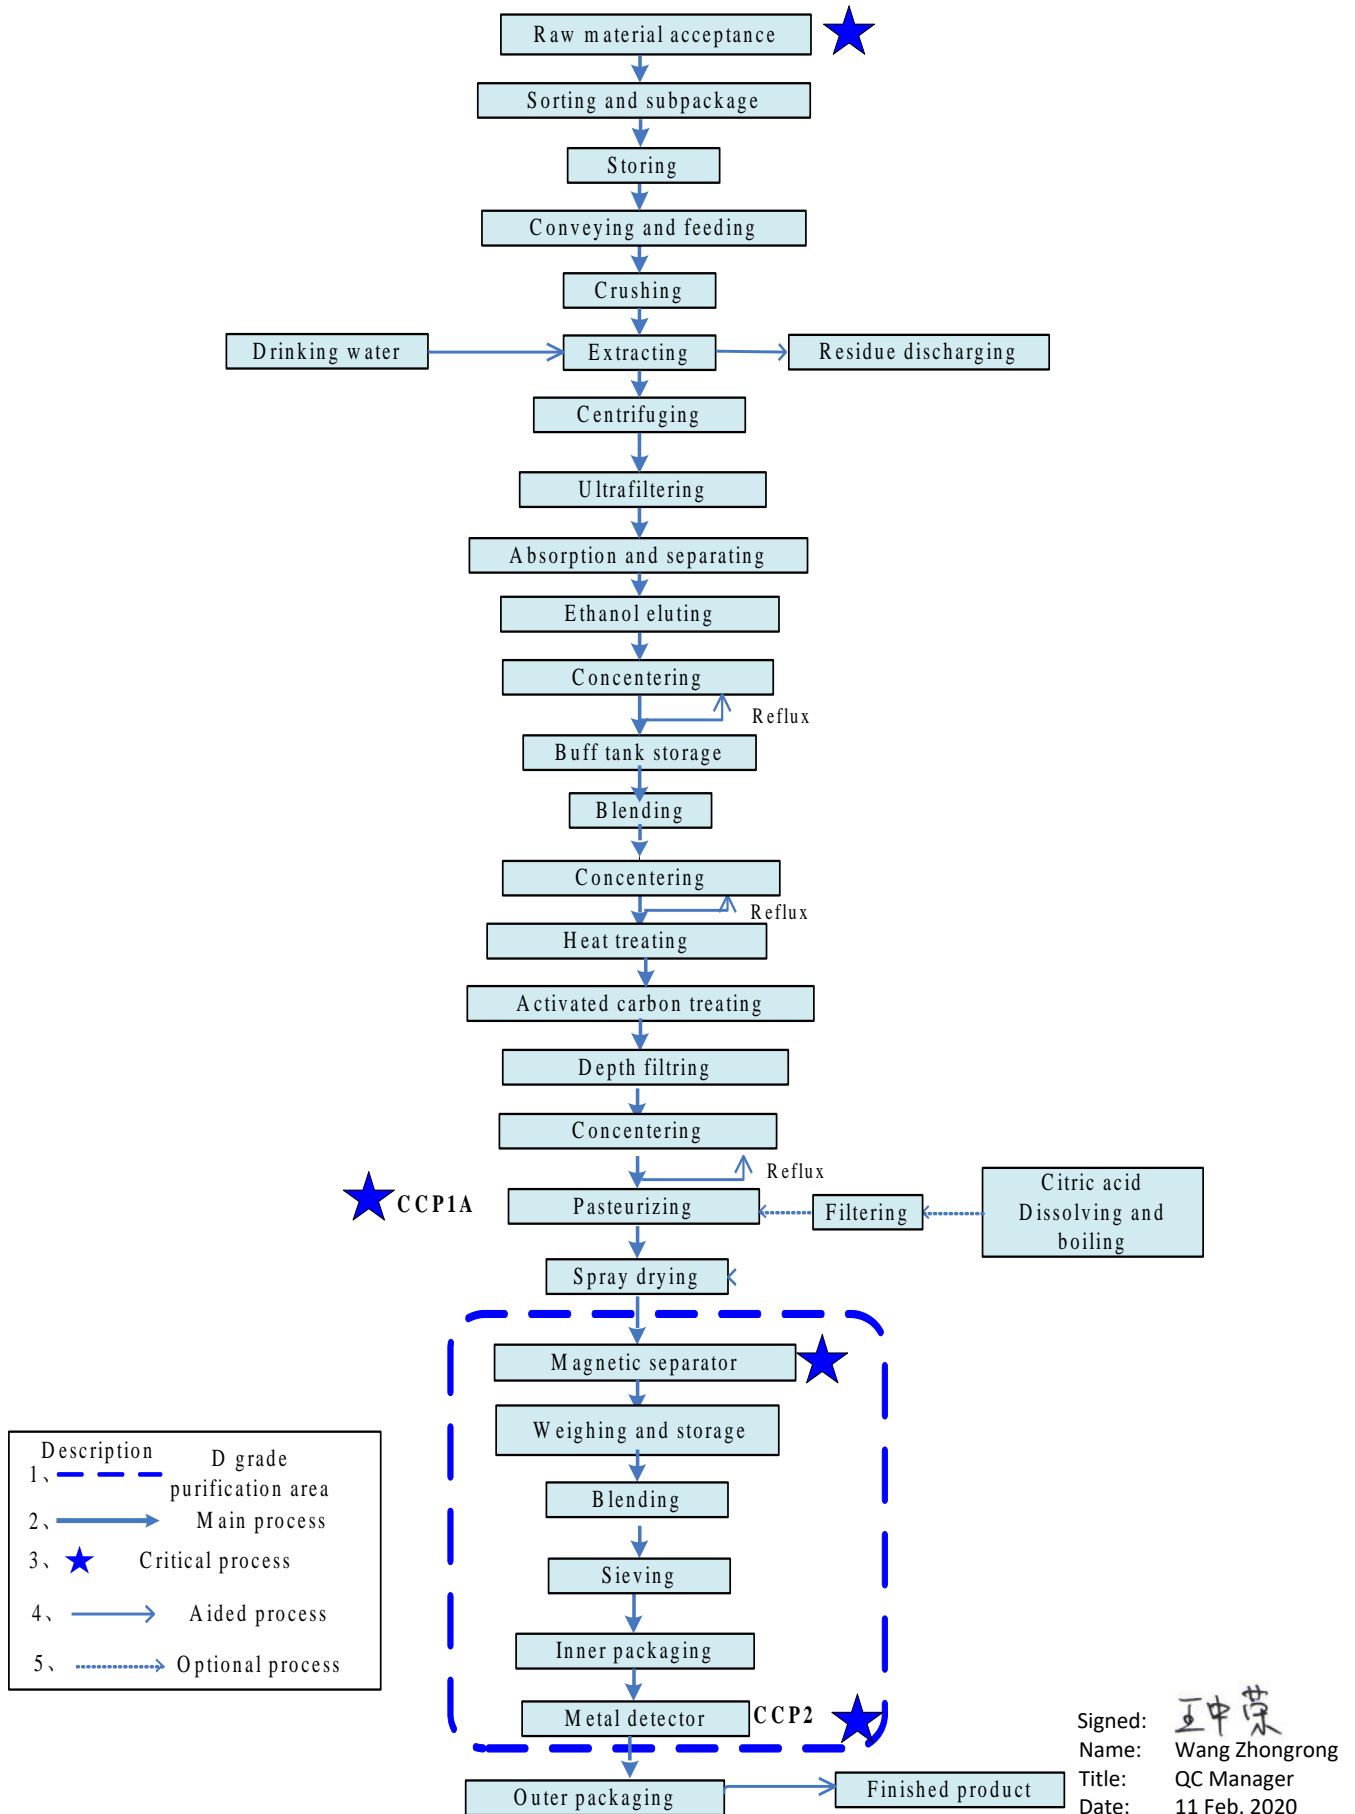 Raw material acceptance
Sorting and subpackage
Storing
Conveying and feeding
Crushing
Drinking water
Extracting
Residue discharging
Centrifuging
Ultrafiltering
Absorption and separating
Ethanol eluting
Concentering
Reflux
Buff tank storage
Blending
Concentering
Reflux
Heat treating
Activated carbon treating
Depth filtring
Concentering
Reflux
CCP1A
Pasteurizing
Filtering
Citric acid
Dissolving and
boiling
Spray drying
Magnetic separator
Weighing and storage
Blending
Sieving
Inner packaging
Metal detector
CCP2
Outer packaging
Finished product
Description
1、 D grade
purification area
2、 Main process
3、 Critical process
4、 Aided process
5、 Optional process
Signed: 王中荣
Name: Wang Zhongrong
Title: QC Manager
Date: 11 Feb. 2020